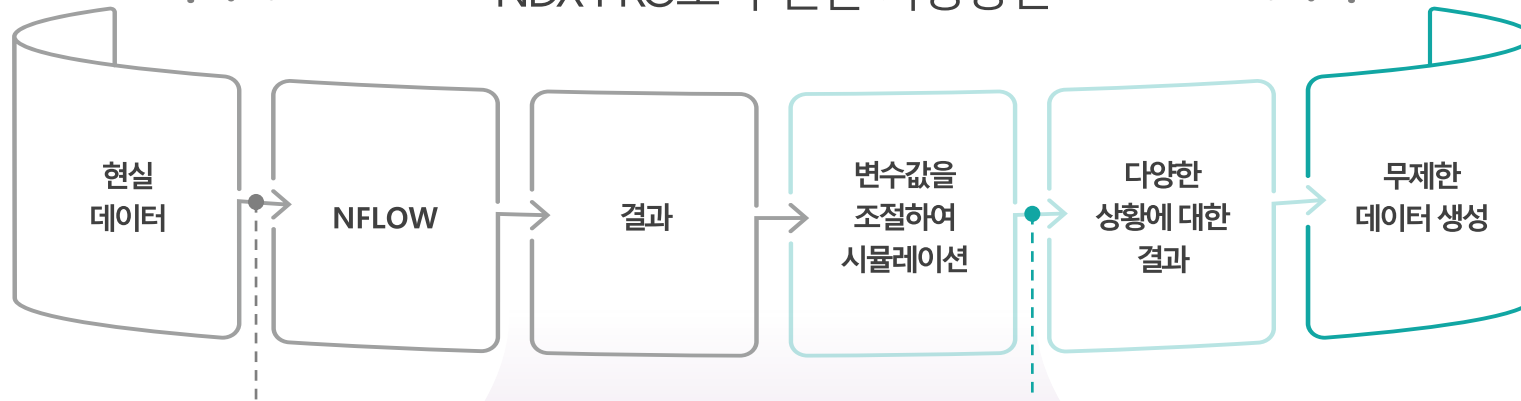 현실
데이터
NFLOW
결과
변수값을
조절하여
시뮬레이션
다양한
상황에 대한
결과
무제한
데이터 생성